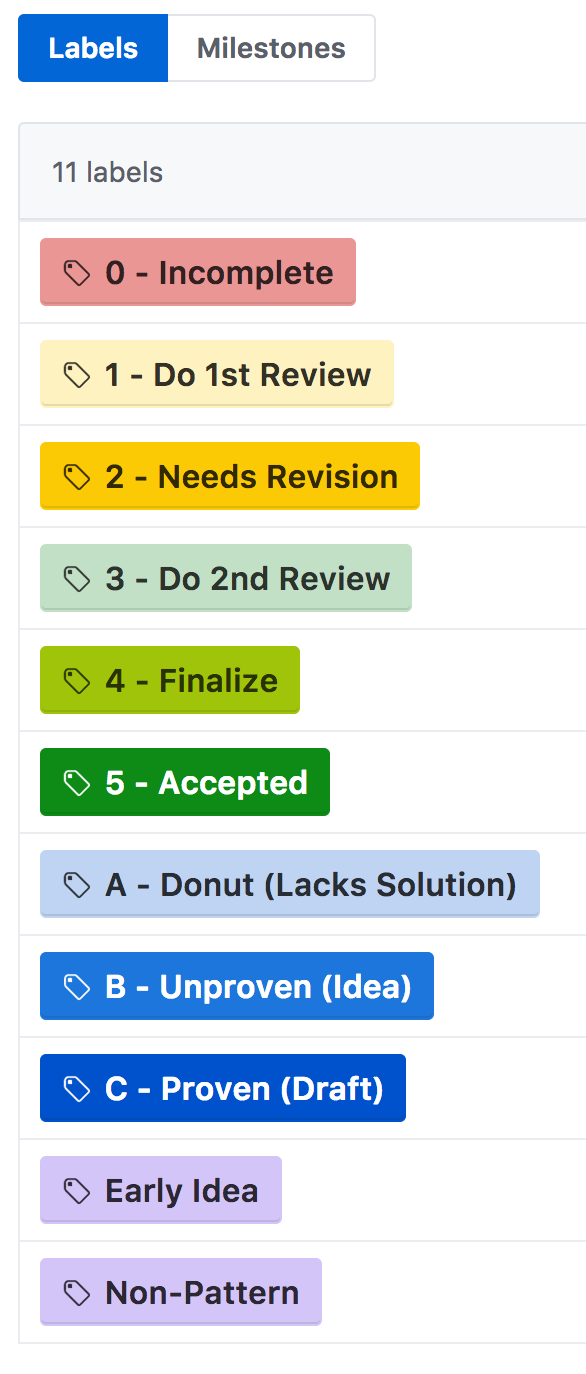 Labels Milestones
11 labels
0 - Incomplete
1 - Do 1st Review
2 - Needs Revision
3 - Do 2nd Review
4 - Finalize
5 - Accepted
A - Donut (Lacks Solution)
B - Unproven (Idea)
C - Proven (Draft)
Early Idea
Non-Pattern